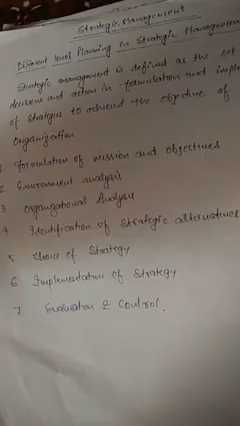 Strategic Management
Different level Planning in Strategic Management
Strategic management is defined as the set
decisions and action in formulation and imple
of strategies to achieve the objective of
Organization
1 Formulation of mission and objectives
2 Environment analysis
3 Organizational Analysis
4 Identification of Strategic alternatives
5 Choice of Strategy
6 Implementation of Strategy
7 Evaluation & Control.